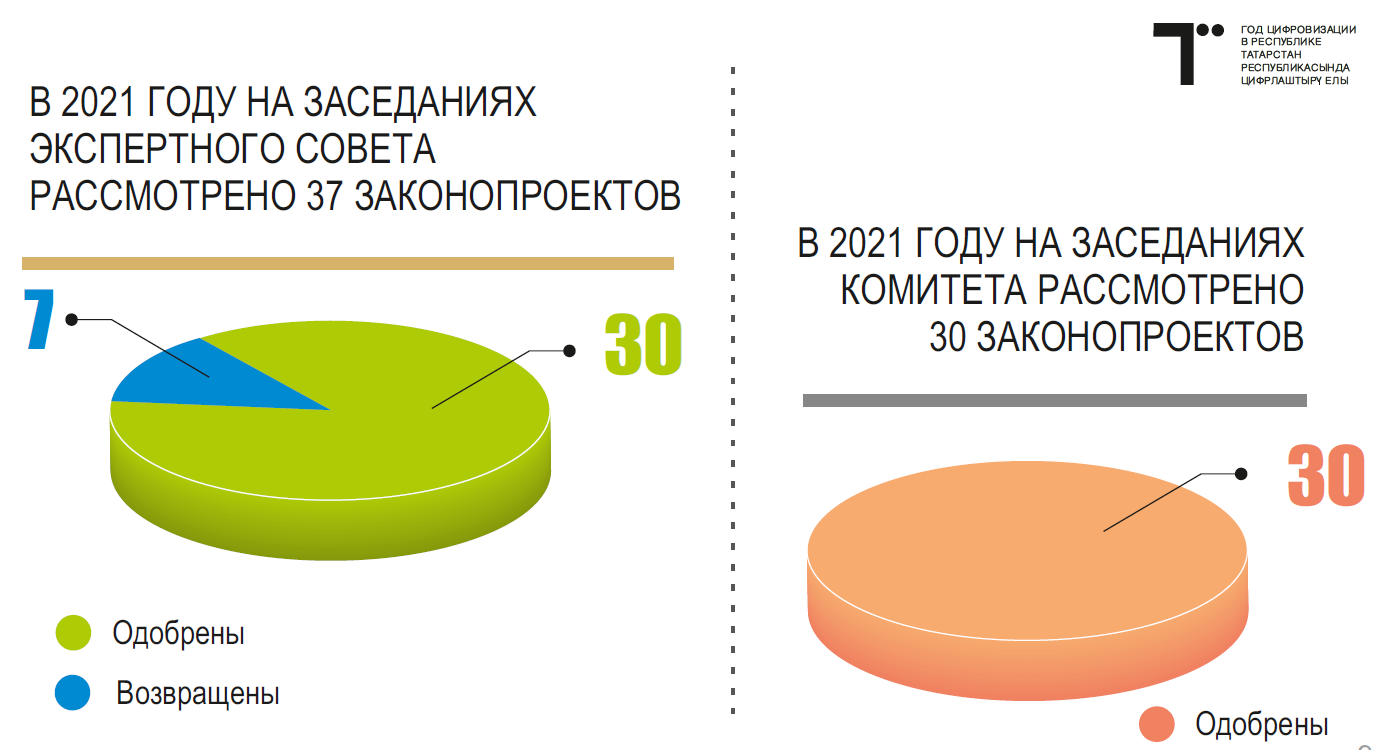 ГОД ЦИФРОВИЗАЦИИ
В РЕСПУБЛИКЕ
ТАТАРСТАН
РЕСПУБЛИКАСЫНДА
ЦИФРЛАШТЫРУ ЕЛЫ
В 2021 ГОДУ НА ЗАСЕДАНИЯХ
ЭКСПЕРТНОГО СОВЕТА
РАССМОТРЕНО 37 ЗАКОНОПРОЕКТОВ
7
30
Одобрены
Возвращены
В 2021 ГОДУ НА ЗАСЕДАНИЯХ
КОМИТЕТА РАССМОТРЕНО
30 ЗАКОНОПРОЕКТОВ
30
Одобрены